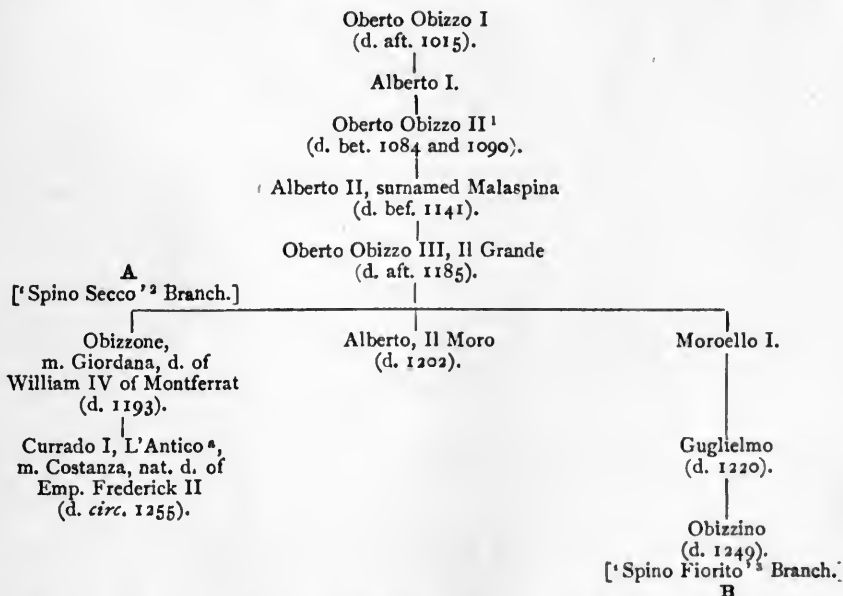 Oberto Obizzo I
(d. aft. 1015).
Alberto I.
Oberto Obizzo II ¹
(d. bet. 1084 and 1090).
Alberto II, surnamed Malaspina
(d. bef. 1141).
Oberto Obizzo III, Il Grande
(d. aft. 1185).
A
[‘Spino Secco’ ² Branch.]
Obizzone,
m. Giordana, d. of
William IV of Montferrat
(d. 1193).
Currado I, L’Antico ᵃ,
m. Costanza, nat. d. of
Emp. Frederick II
(d. circ. 1255).
Alberto, Il Moro
(d. 1202).
Moroello I.
Guglielmo
(d. 1220).
Obizzino
(d. 1249).
[‘Spino Fiorito’ ³ Branch.]
B